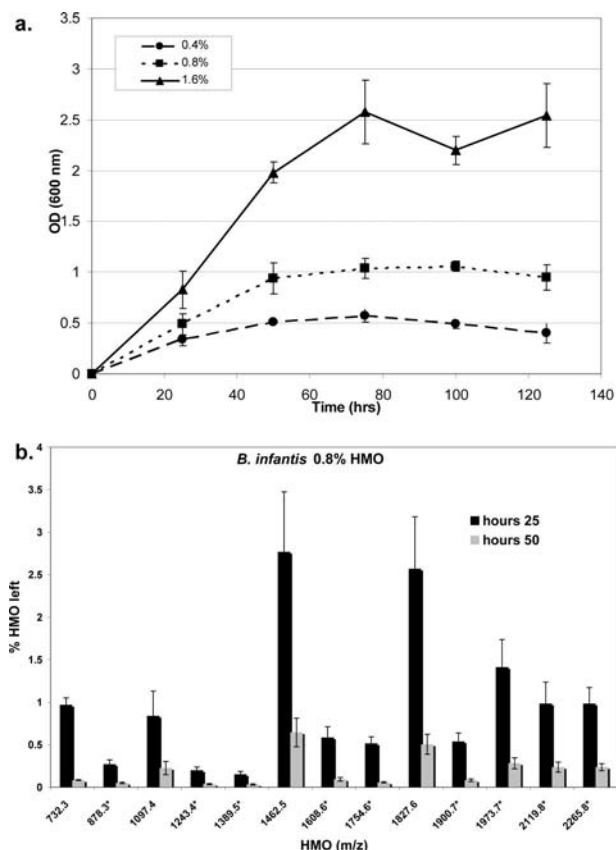 a.
0.4%
0.8%
1.6%
3.5
3
2.5
2
1.5
1
0.5
0
OD (600 nm)
0 20 40 60 80 100 120 140
Time (hrs)
b.
B. infantis 0.8% HMO
hours 25
hours 50
4
3.5
3
2.5
2
1.5
1
0.5
0
% HMO left
732.3 878.3* 1097.4 1243.4* 1389.5* 1462.5 1608.6* 1754.6* 1827.6 1900.7* 1973.7* 2119.8* 2265.8*
HMO (m/z)